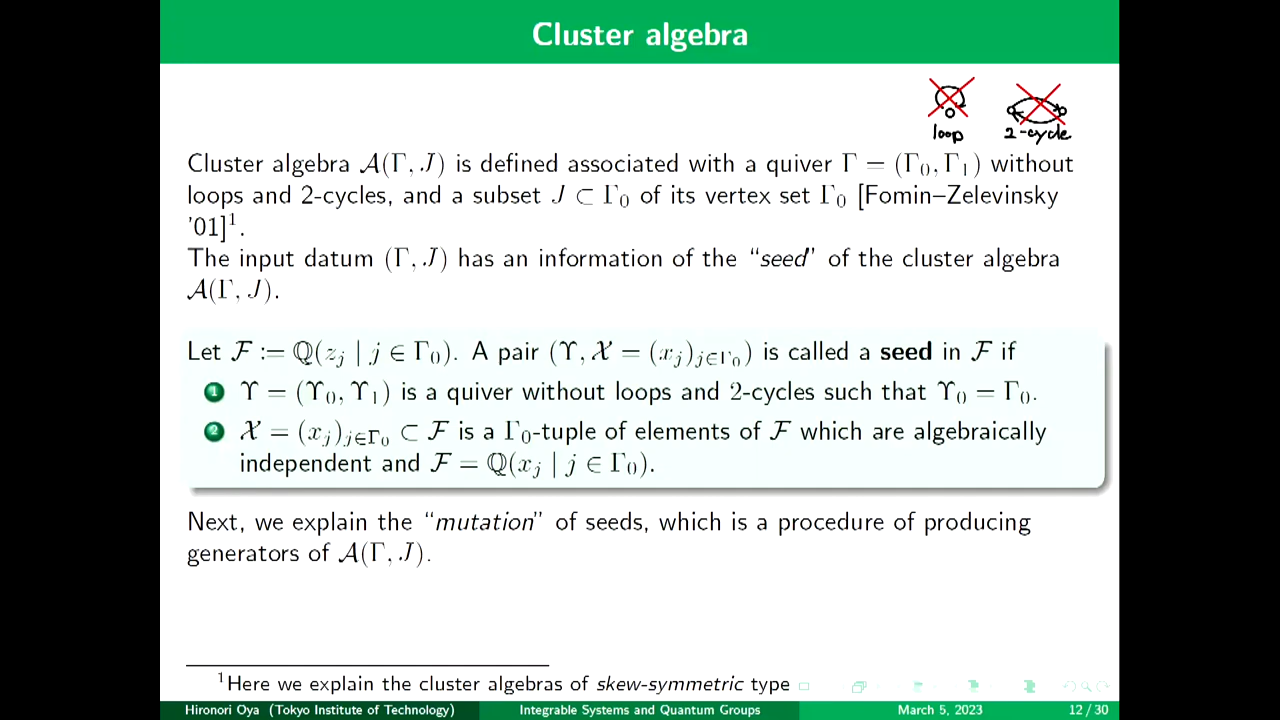 Cluster algebra
loop
2-cycle
Cluster algebra 𝒜(Γ, J) is defined associated with a quiver Γ = (Γ₀, Γ₁) without
loops and 2-cycles, and a subset J ⊂ Γ₀ of its vertex set Γ₀ [Fomin–Zelevinsky
'01]¹.
The input datum (Γ, J) has an information of the “seed” of the cluster algebra
𝒜(Γ, J).
Let ℱ := ℚ(z_j | j ∈ Γ₀). A pair (ϒ, 𝒳 = (x_j)_{j∈Γ₀}) is called a seed in ℱ if
1 ϒ = (ϒ₀, ϒ₁) is a quiver without loops and 2-cycles such that ϒ₀ = Γ₀.
2 𝒳 = (x_j)_{j∈Γ₀} ⊂ ℱ is a Γ₀-tuple of elements of ℱ which are algebraically
independent and ℱ = ℚ(x_j | j ∈ Γ₀).
Next, we explain the “mutation” of seeds, which is a procedure of producing
generators of 𝒜(Γ, J).
¹Here we explain the cluster algebras of skew-symmetric type
Hironori Oya (Tokyo Institute of Technology) Integrable Systems and Quantum Groups March 5, 2023 12 / 30